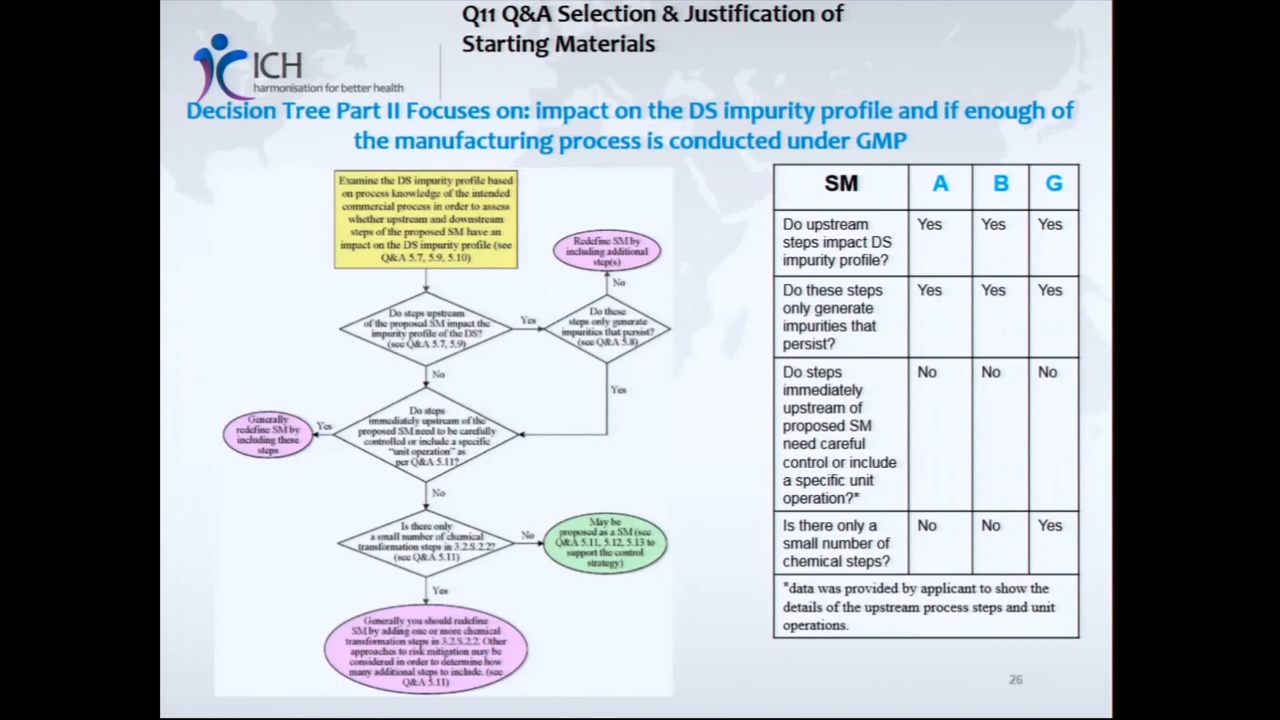 Q11 Q&A Selection & Justification of
Starting Materials
ICH
harmonisation for better health
Decision Tree Part II Focuses on: impact on the DS impurity profile and if enough of
the manufacturing process is conducted under GMP
Examine the DS impurity profile based
on process knowledge of the intended
commercial process in order to assess
whether upstream and downstream
steps of the proposed SM have an
impact on the DS impurity profile (see
Q&A 5.7, 5.9, 5.10)
Redefine SM by
including additional
step(s)
No
Do steps upstream
of the proposed SM impact the
impurity profile of the DS?
(see Q&A 5.7, 5.9)
Yes
Do these
steps only generate
impurities that persist?
(see Q&A 5.8)
No
Yes
Generally
redefine SM by
including these
steps
Yes
Do steps
immediately upstream of the
proposed SM need to be carefully
controlled or include a specific
"unit operation" as
per Q&A 5.11?
No
Is there only
a small number of chemical
transformation steps in 3.2.S.2.2?
(see Q&A 5.11)
No
May be
proposed as a SM (see
Q&A 5.11, 5.12, 5.13 to
support the control
strategy)
Yes
Generally you should redefine
SM by adding one or more chemical
transformation steps in 3.2.S.2.2. Other
approaches to risk mitigation may be
considered in order to determine how
many additional steps to include. (see
Q&A 5.11)
SM A B G
Do upstream Yes Yes Yes
steps impact DS
impurity profile?
Do these steps Yes Yes Yes
only generate
impurities that
persist?
Do steps No No No
immediately
upstream of
proposed SM
need careful
control or include
a specific unit
operation?*
Is there only a No No Yes
small number of
chemical steps?
*data was provided by applicant to show the
details of the upstream process steps and unit
operations.
26